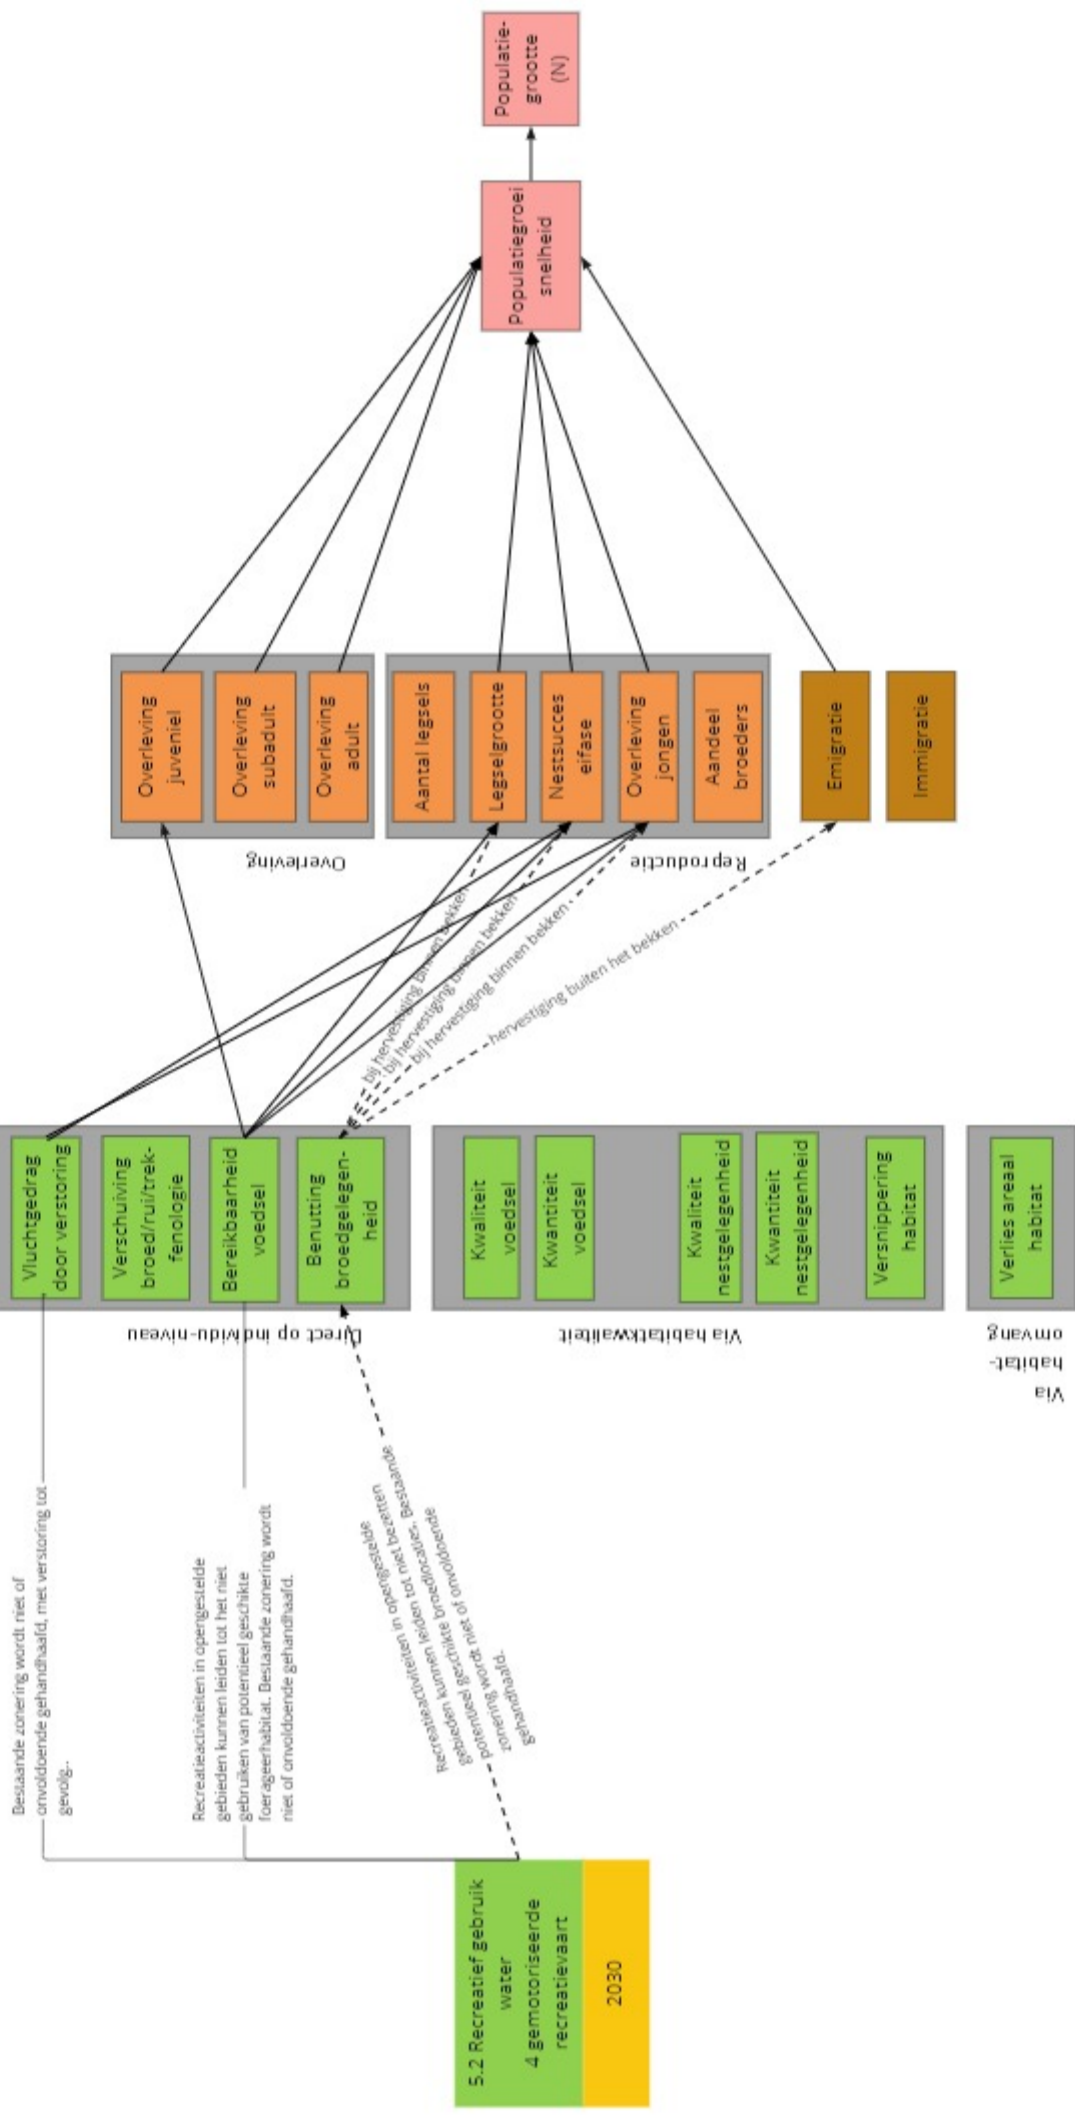 5.2 Recreatief gebruik
water
4 gemotoriseerde
recreatievaart
2030
Bestaande zonering wordt niet of
onvoldoende gehandhaafd, met verstoring tot
gevolg..
Recreatieactiviteiten in opengestelde
gebieden kunnen leiden tot het niet
gebruiken van potentieel geschikte
foerageerhabitat. Bestaande zonering wordt
niet of onvoldoende gehandhaafd.
Recreatieactiviteiten in opengestelde
gebieden kunnen leiden tot niet bezetten
potentieel geschikte broedlocaties. Bestaande
zonering wordt niet of onvoldoende
gehandhaafd.
Direct op individu-niveau
Vluchtgedrag
door verstoring
Verschuiving
broed/rui/trek-
fenologie
Bereikbaarheid
voedsel
Benutting
broedgelegen-
heid
Via habitatkwaliteit
Kwaliteit
voedsel
Kwantiteit
voedsel
Kwaliteit
nestgelegenheid
Kwantiteit
nestgelegenheid
Versnippering
habitat
Via
habitat-
omvang
Verlies areaal
habitat
bij hervestiging binnen bekken
bij hervestiging binnen bekken
bij hervestiging binnen bekken
hervestiging buiten het bekken
Overleving
Overleving
juveniel
Overleving
subadult
Overleving
adult
Reproductie
Aantal legsels
Legselgrootte
Nestsucces
eifase
Overleving
jongen
Aandeel
broeders
Emigratie
Immigratie
Populatiegroei
snelheid
Populatie-
grootte
(N)